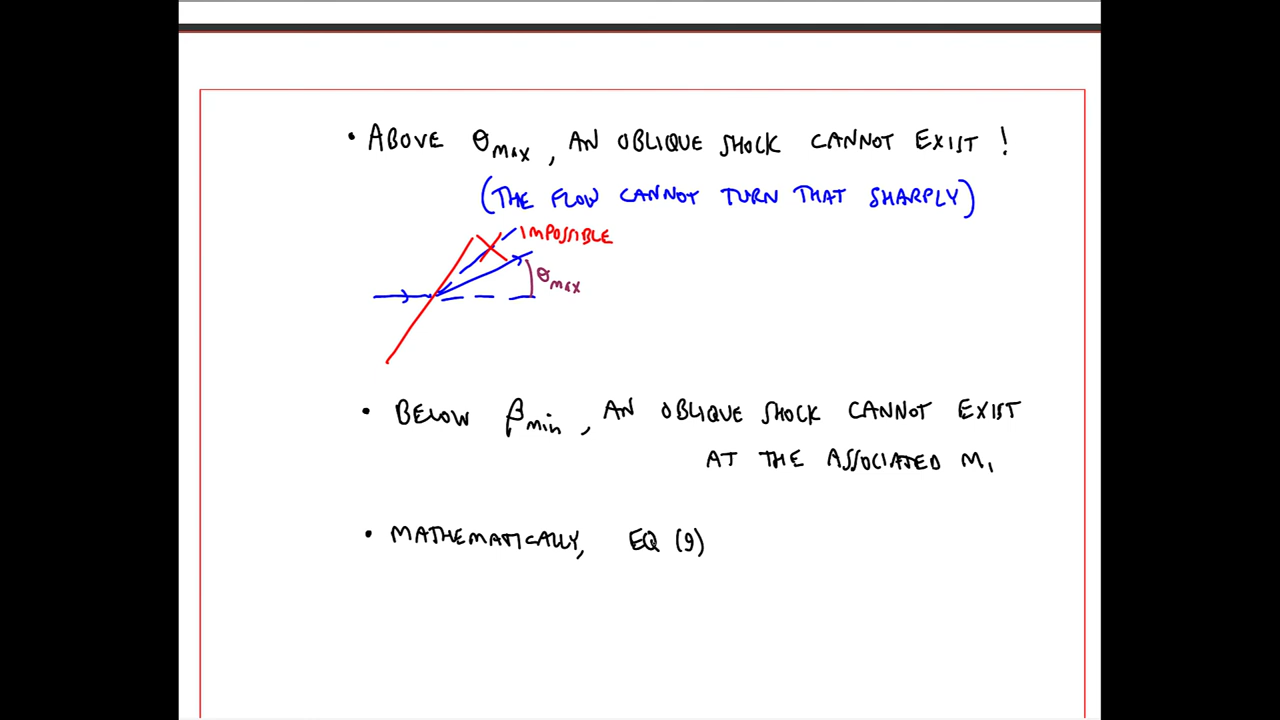 • ABOVE θmax, AN OBLIQUE SHOCK CANNOT EXIST !
(THE FLOW CANNOT TURN THAT SHARPLY)
IMPOSSIBLE
θmax
• BELOW βmin, AN OBLIQUE SHOCK CANNOT EXIST
AT THE ASSOCIATED M₁
• MATHEMATICALLY, EQ (9)